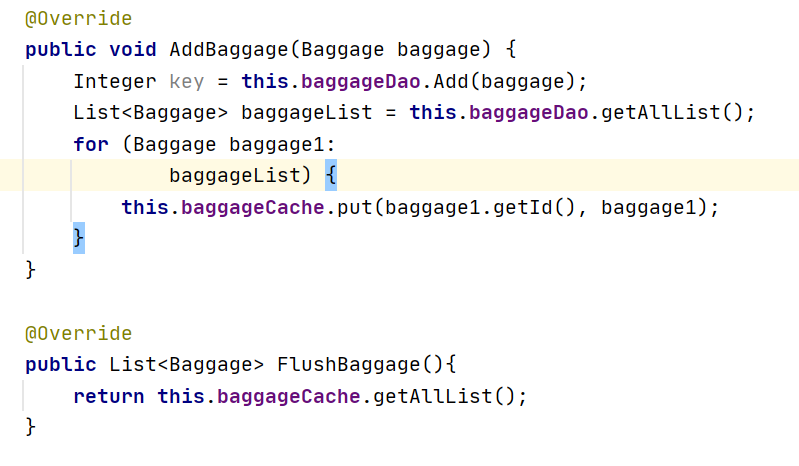 @Override
public void AddBaggage(Baggage baggage) {
Integer key = this.baggageDao.Add(baggage);
List<Baggage> baggageList = this.baggageDao.getAllList();
for (Baggage baggage1:
baggageList) {
this.baggageCache.put(baggage1.getId(), baggage1);
}
}
@Override
public List<Baggage> FlushBaggage(){
return this.baggageCache.getAllList();
}